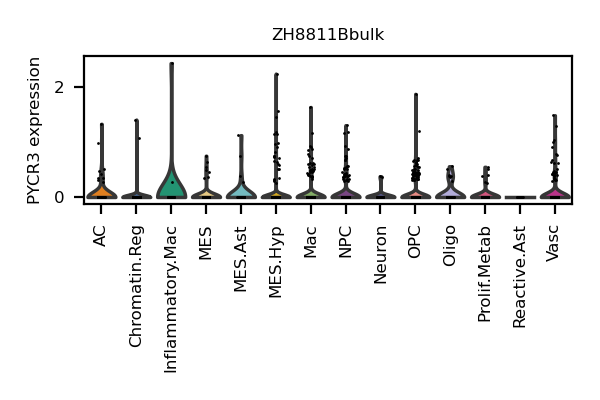 ZH8811Bbulk
PYCR3 expression
2
0
AC
Chromatin.Reg
Inflammatory.Mac
MES
MES.Ast
MES.Hyp
Mac
NPC
Neuron
OPC
Oligo
Prolif.Metab
Reactive.Ast
Vasc